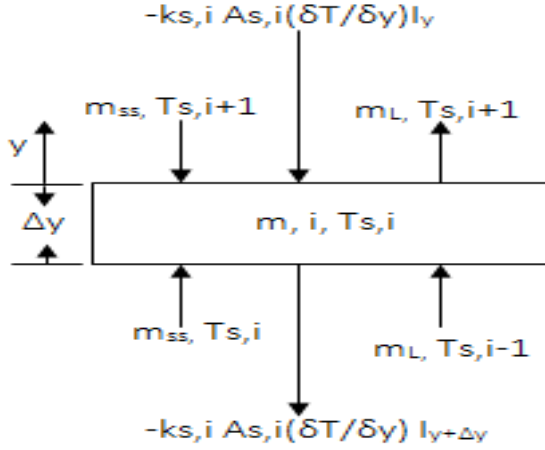 -ks,i As,i(δT/δy)Iy
mss, Ts,i+1
mL, Ts,i+1
y
Δy
m, i, Ts,i
mss, Ts,i
mL, Ts,i-1
-ks,i As,i(δT/δy) Iy+Δy